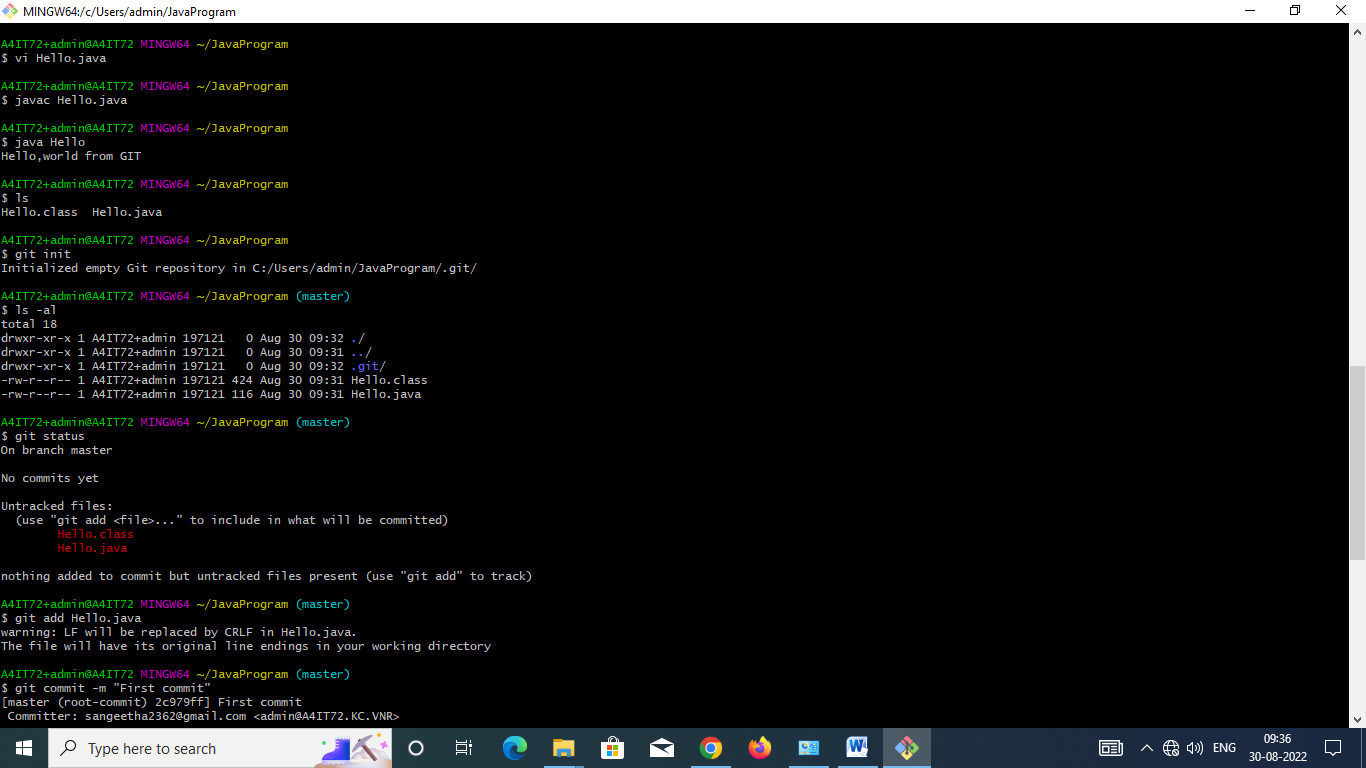 MINGW64:/c/Users/admin/JavaProgram
A4IT72+admin@A4IT72 MINGW64 ~/JavaProgram
$ vi Hello.java
A4IT72+admin@A4IT72 MINGW64 ~/JavaProgram
$ javac Hello.java
A4IT72+admin@A4IT72 MINGW64 ~/JavaProgram
$ java Hello
Hello,world from GIT
A4IT72+admin@A4IT72 MINGW64 ~/JavaProgram
$ ls
Hello.class  Hello.java
A4IT72+admin@A4IT72 MINGW64 ~/JavaProgram
$ git init
Initialized empty Git repository in C:/Users/admin/JavaProgram/.git/
A4IT72+admin@A4IT72 MINGW64 ~/JavaProgram (master)
$ ls -al
total 18
drwxr-xr-x 1 A4IT72+admin 197121   0 Aug 30 09:32 ./
drwxr-xr-x 1 A4IT72+admin 197121   0 Aug 30 09:31 ../
drwxr-xr-x 1 A4IT72+admin 197121   0 Aug 30 09:32 .git/
-rw-r--r-- 1 A4IT72+admin 197121 424 Aug 30 09:31 Hello.class
-rw-r--r-- 1 A4IT72+admin 197121 116 Aug 30 09:31 Hello.java
A4IT72+admin@A4IT72 MINGW64 ~/JavaProgram (master)
$ git status
On branch master
No commits yet
Untracked files:
  (use "git add <file>..." to include in what will be committed)
        Hello.class
        Hello.java
nothing added to commit but untracked files present (use "git add" to track)
A4IT72+admin@A4IT72 MINGW64 ~/JavaProgram (master)
$ git add Hello.java
warning: LF will be replaced by CRLF in Hello.java.
The file will have its original line endings in your working directory
A4IT72+admin@A4IT72 MINGW64 ~/JavaProgram (master)
$ git commit -m "First commit"
[master (root-commit) 2c979ff] First commit
 Committer: sangeetha2362@gmail.com <admin@A4IT72.KC.VNR>
Type here to search
ENG
09:36
30-08-2022